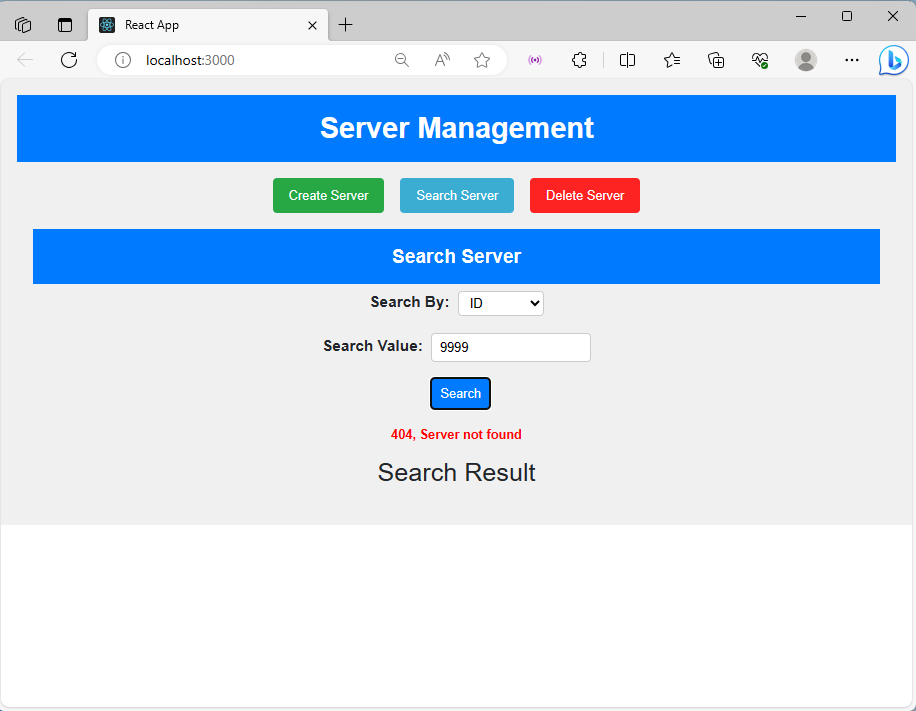 React App
localhost:3000
Server Management
Create Server Search Server Delete Server
Search Server
Search By: ID
Search Value: 9999
Search
404, Server not found
Search Result